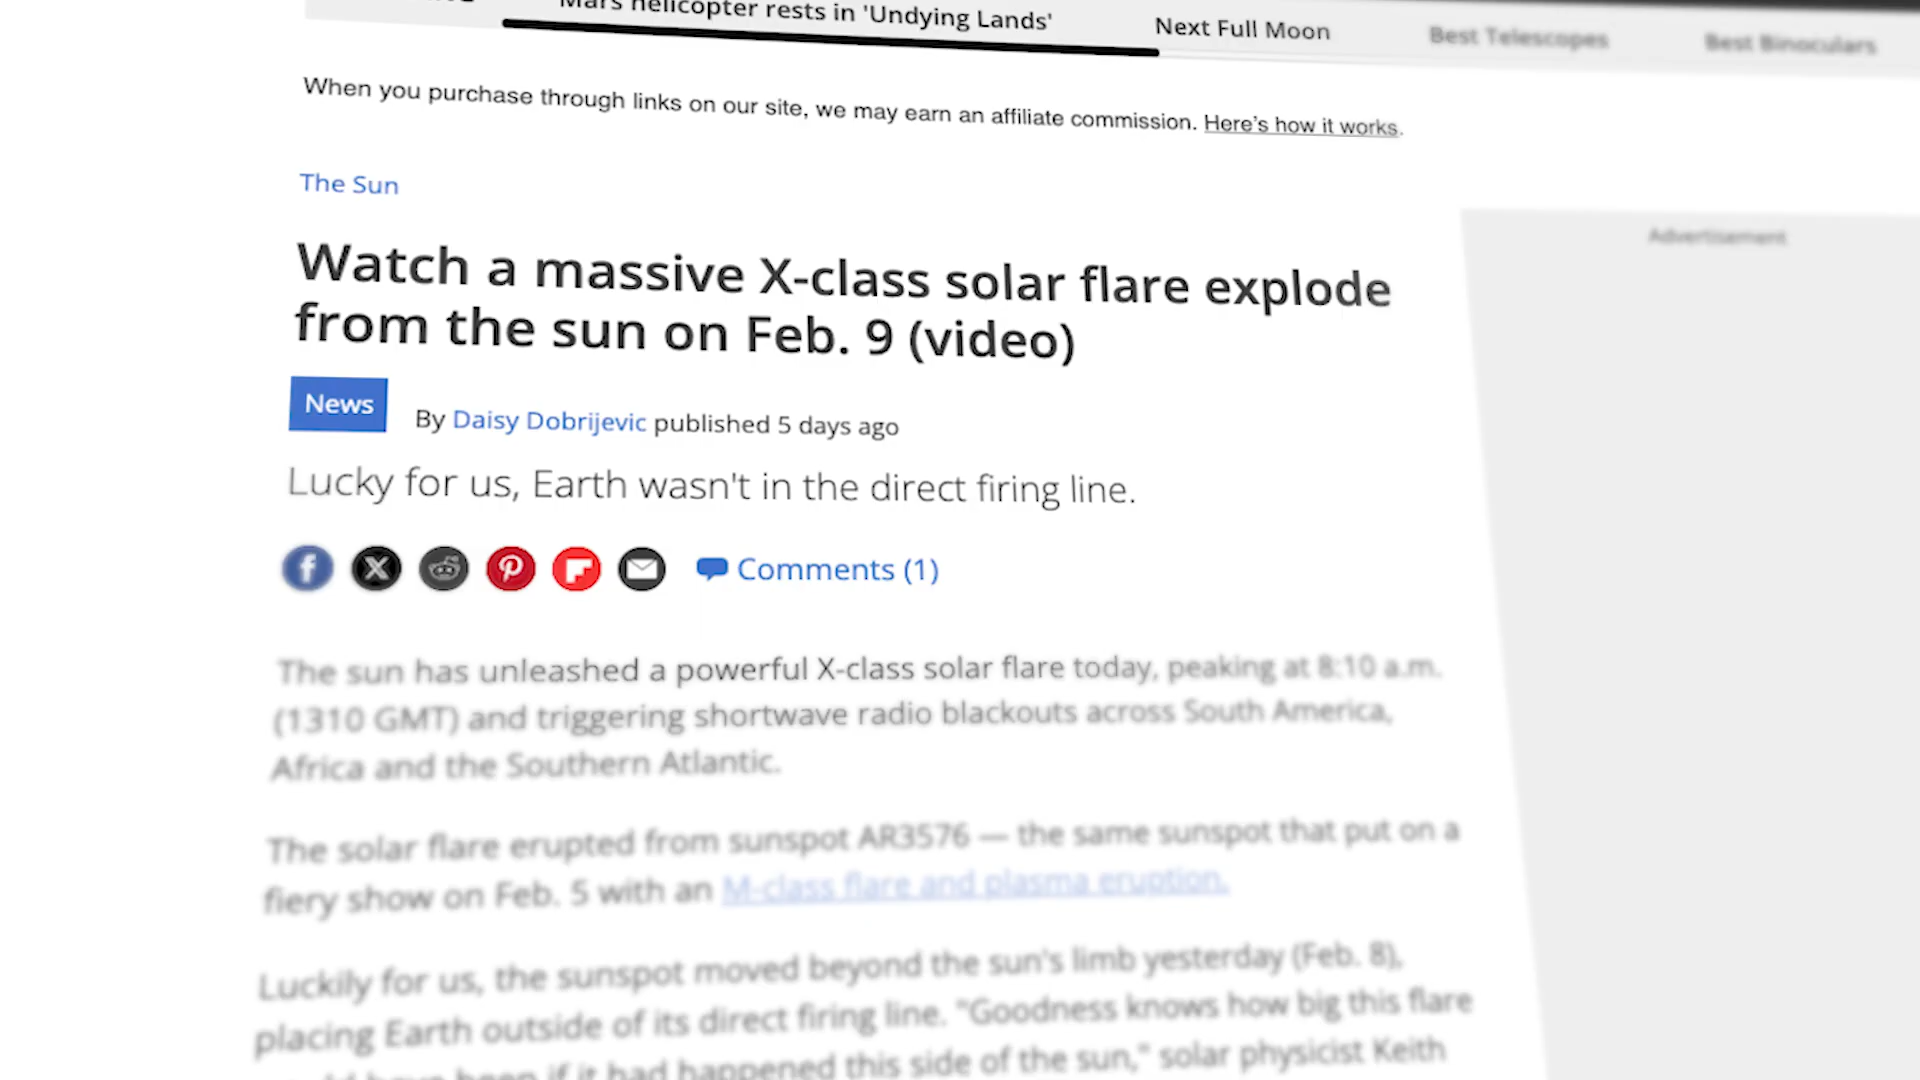 Mars helicopter rests in 'Undying Lands'
Next Full Moon
Best Telescopes
Best Binoculars
When you purchase through links on our site, we may earn an affiliate commission. Here's how it works.
The Sun
Advertisement
Watch a massive X-class solar flare explode
from the sun on Feb. 9 (video)
News
By Daisy Dobrijevic published 5 days ago
Lucky for us, Earth wasn't in the direct firing line.
Comments (1)
The sun has unleashed a powerful X-class solar flare today, peaking at 8:10 a.m.
(1310 GMT) and triggering shortwave radio blackouts across South America,
Africa and the Southern Atlantic.
The solar flare erupted from sunspot AR3576 — the same sunspot that put on a
fiery show on Feb. 5 with an M-class flare and plasma eruption.
Luckily for us, the sunspot moved beyond the sun's limb yesterday (Feb. 8),
placing Earth outside of its direct firing line. "Goodness knows how big this flare
have been if it had happened this side of the sun," solar physicist Keith